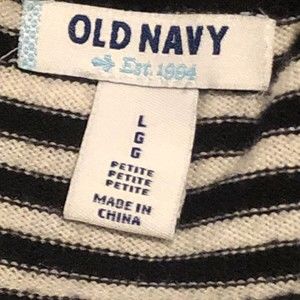 OLD NAVY
Est. 1994
L
G
G
PETITE
PETITE
PETITE
MADE IN
CHINA